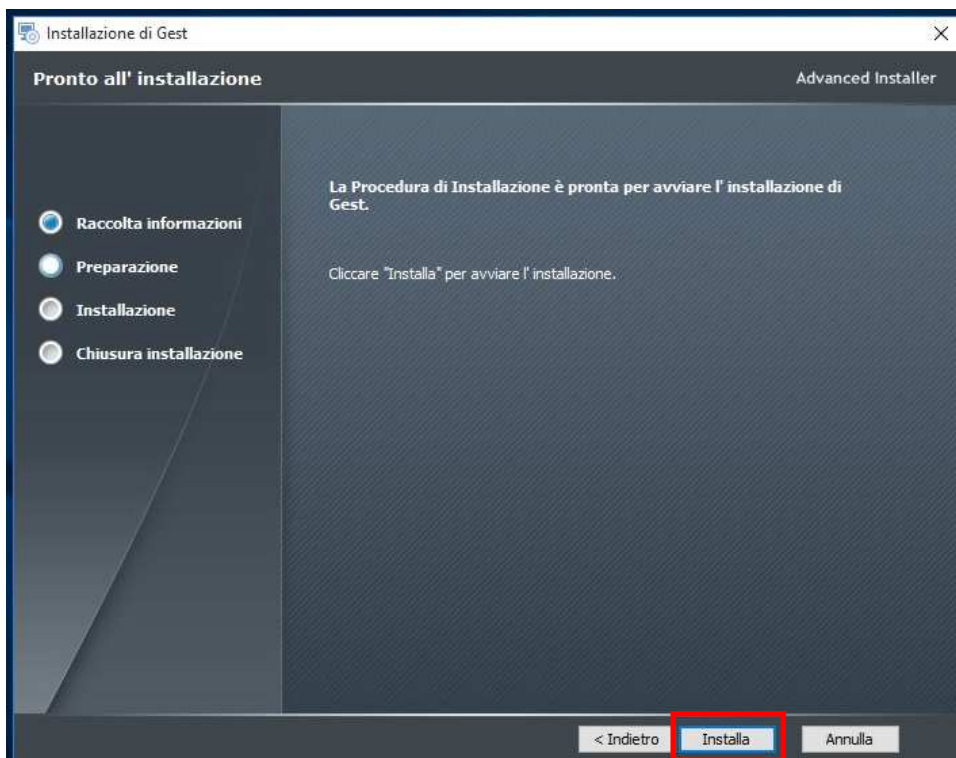 Installazione di Gest
Pronto all' installazione
Advanced Installer
Raccolta informazioni
Preparazione
Installazione
Chiusura installazione
La Procedura di Installazione è pronta per avviare l' installazione di
Gest.
Cliccare "Installa" per avviare l' installazione.
< Indietro
Installa
Annulla